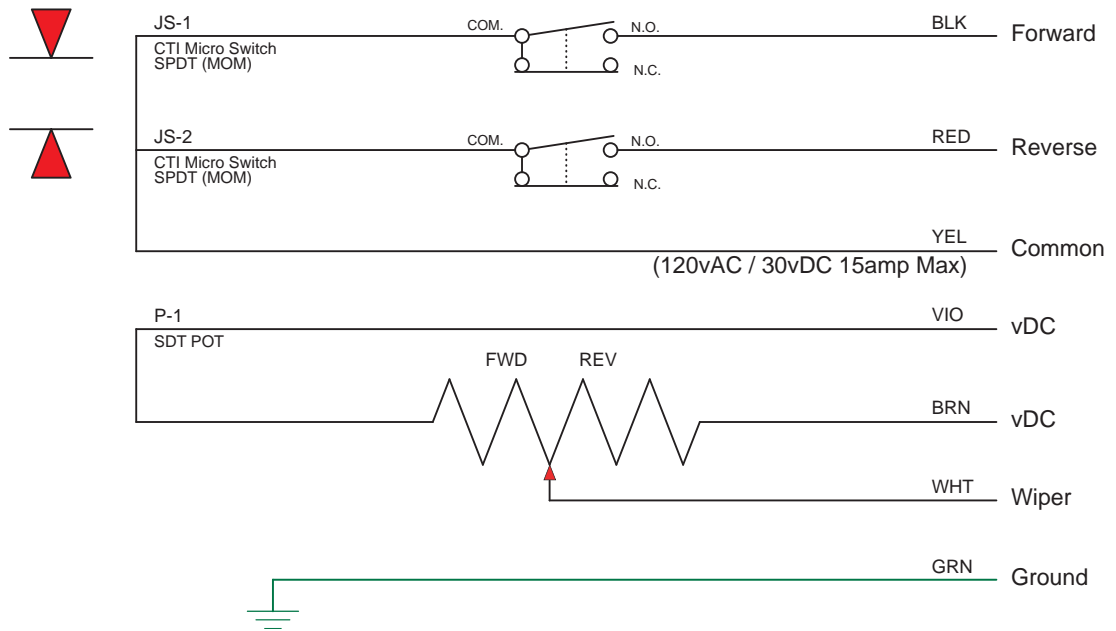 JS-1
CTI Micro Switch
SPDT (MOM)
COM.
N.O.
N.C.
BLK
Forward
JS-2
CTI Micro Switch
SPDT (MOM)
COM.
N.O.
N.C.
RED
Reverse
YEL
Common
(120vAC / 30vDC 15amp Max)
P-1
SDT POT
VIO
vDC
FWD
REV
BRN
vDC
WHT
Wiper
GRN
Ground